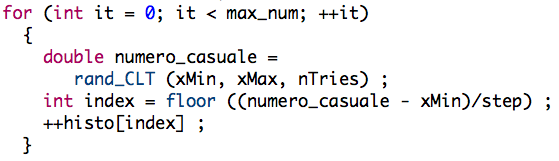 for (int it = 0; it < max_num; ++it)
{
double numero_casuale =
rand_CLT (xMin, xMax, nTries) ;
int index = floor ((numero_casuale - xMin)/step) ;
++histo[index] ;
}